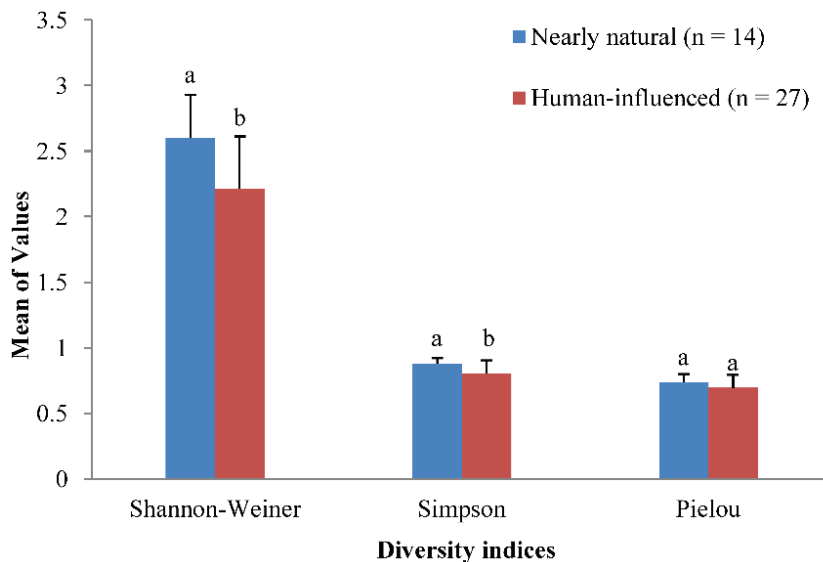 3.5
3
2.5
2
1.5
1
0.5
0
Mean of Values
Nearly natural (n = 14)
Human-influenced (n = 27)
a
b
a
b
a
a
Shannon-Weiner
Simpson
Pielou
Diversity indices